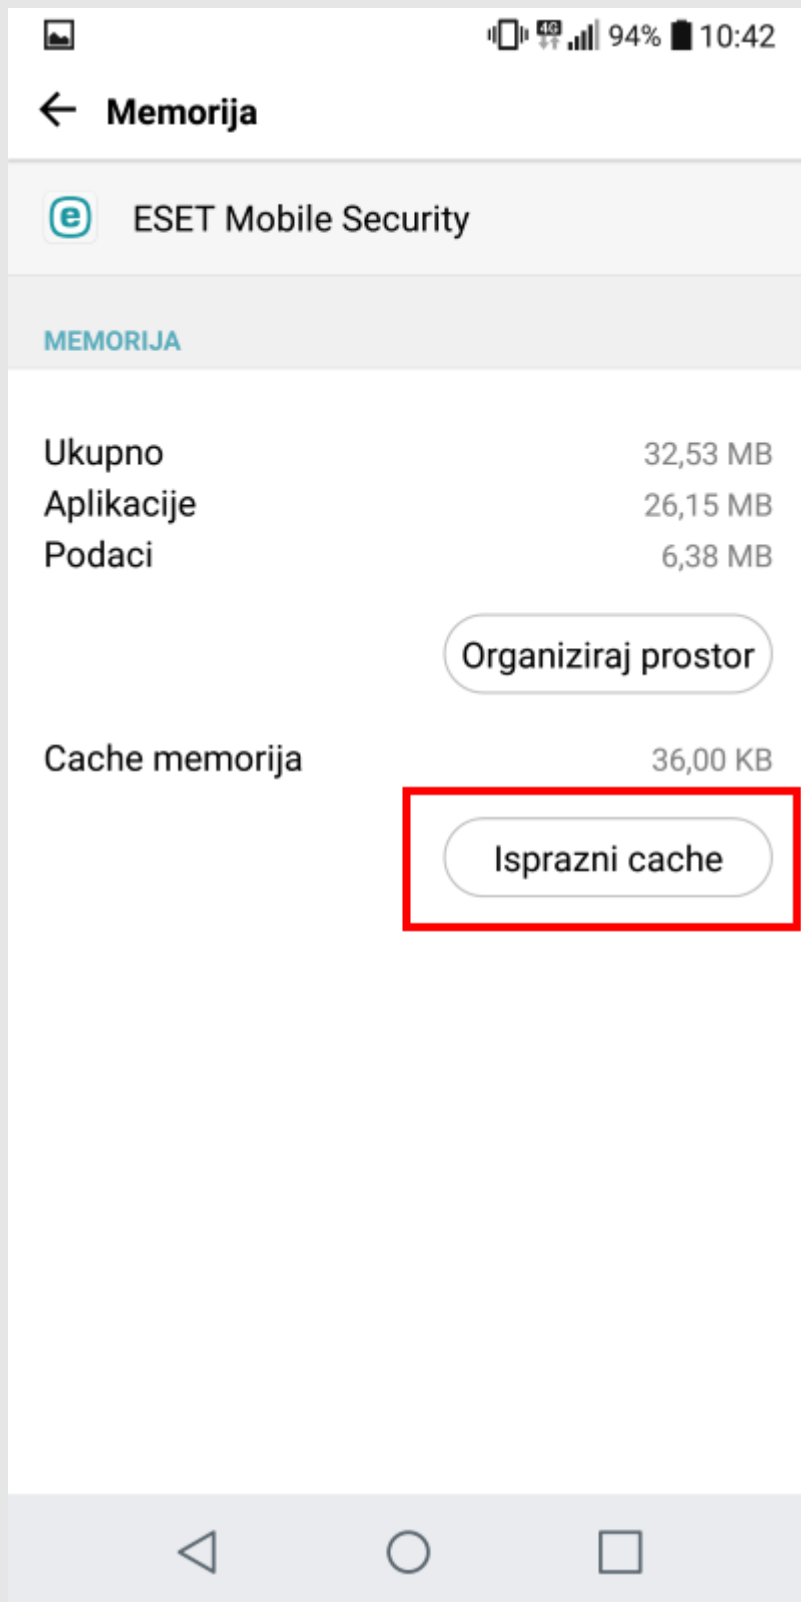 4G 94% 10:42
Memorija
e ESET Mobile Security
MEMORIJA
Ukupno 32,53 MB
Aplikacije 26,15 MB
Podaci 6,38 MB
Organiziraj prostor
Cache memorija 36,00 KB
Isprazni cache